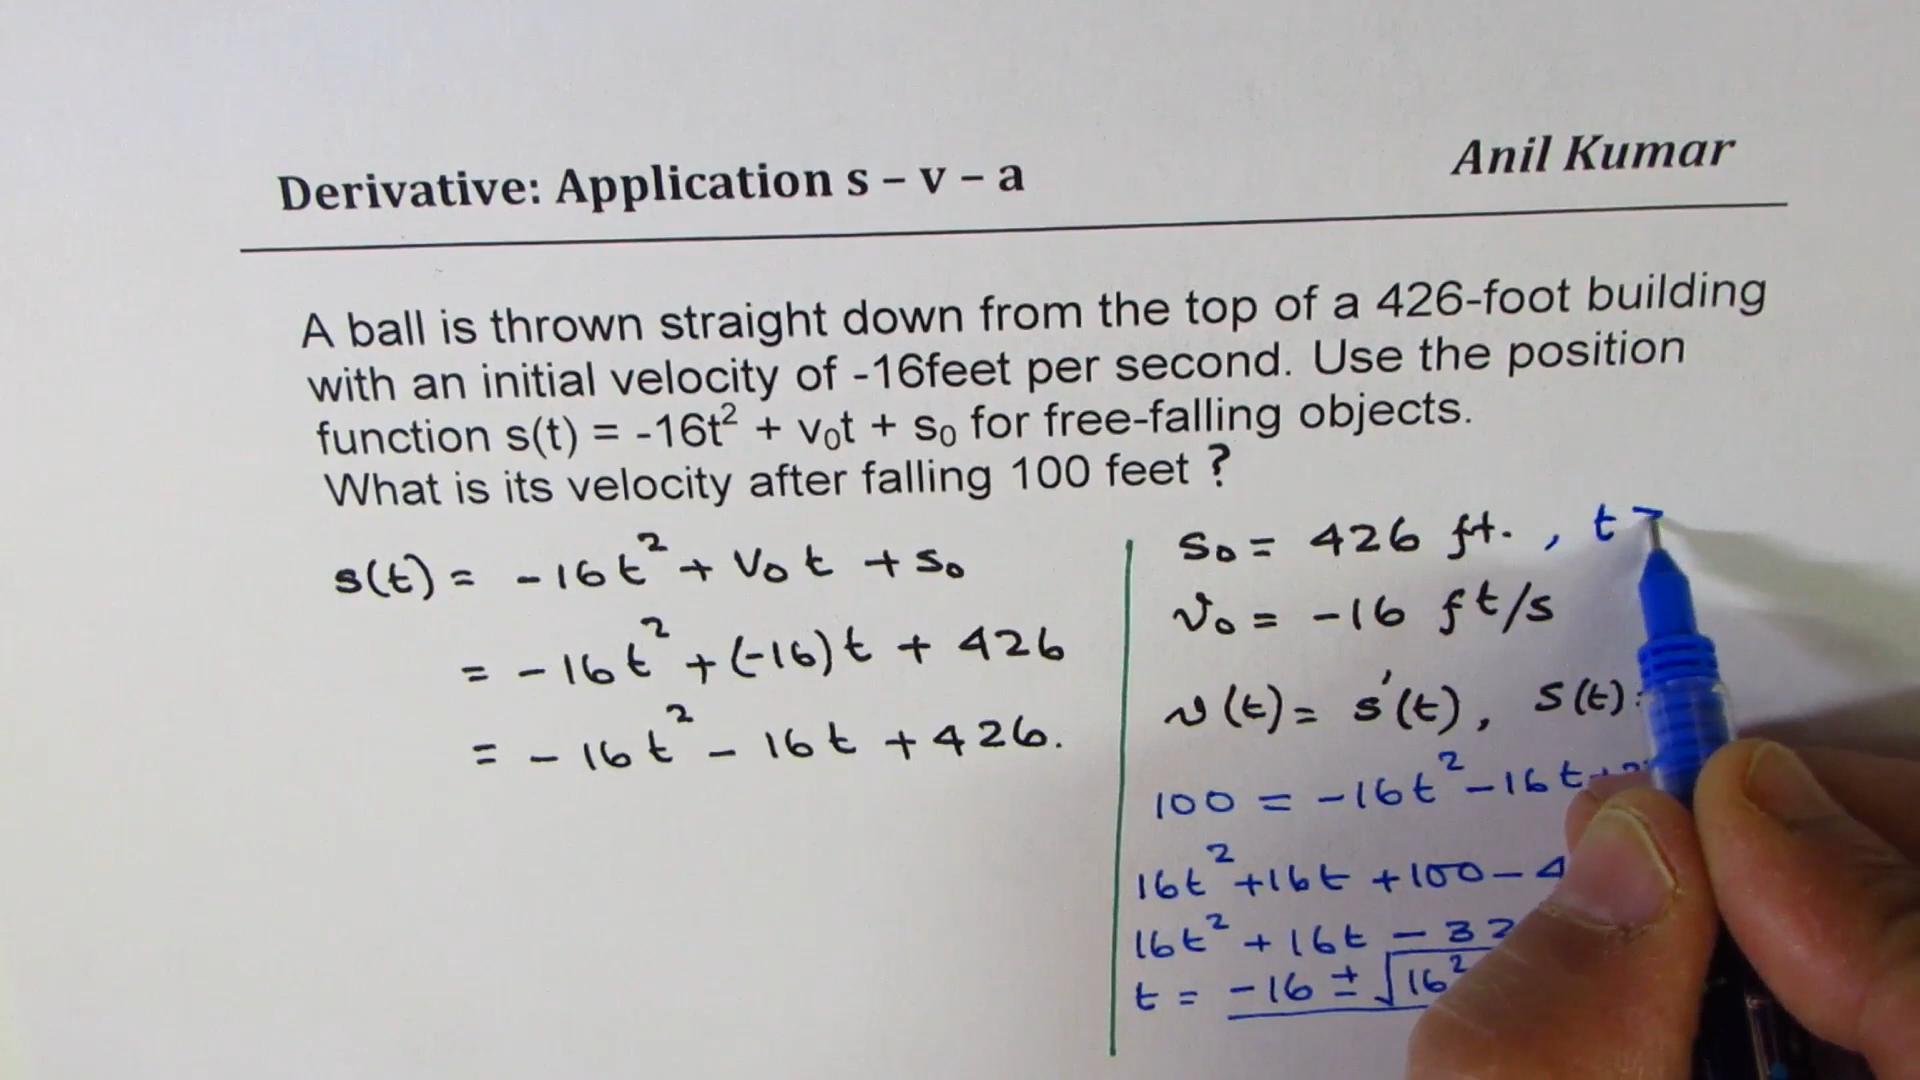 Derivative: Application s – v – a
Anil Kumar
A ball is thrown straight down from the top of a 426-foot building
with an initial velocity of -16feet per second. Use the position
function s(t) = -16t² + v₀t + s₀ for free-falling objects.
What is its velocity after falling 100 feet ?
s(t) = -16t² + v₀t + s₀
= -16t² + (-16)t + 426
= -16t² - 16t + 426.
s₀ = 426 ft. , t
v₀ = -16 ft/s
v(t) = s'(t), s(t)
100 = -16t² - 16t +
16t² + 16t + 100 - 4
16t² + 16t - 32
t = -16 ± √16²